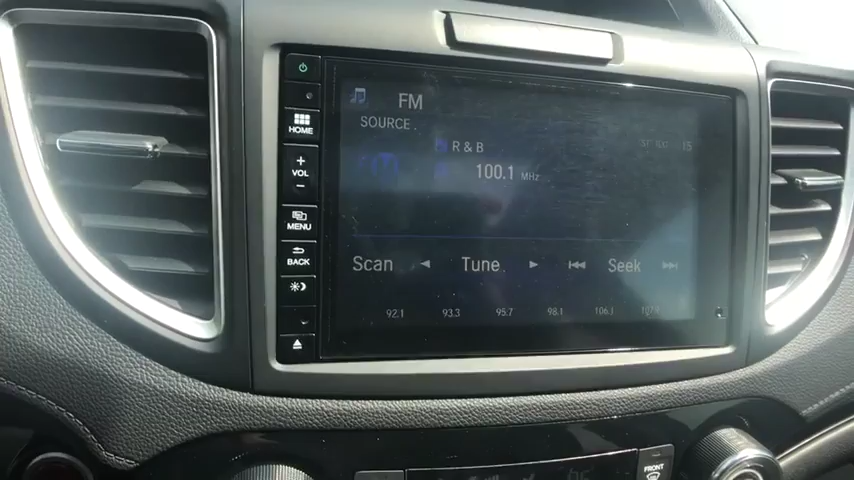 FM
SOURCE
HOME
R & B
+
VOL
-
100.1 MHz
MENU
BACK
Scan Tune Seek
92.1 93.3 95.7 98.1 106.1 107.9
FRONT